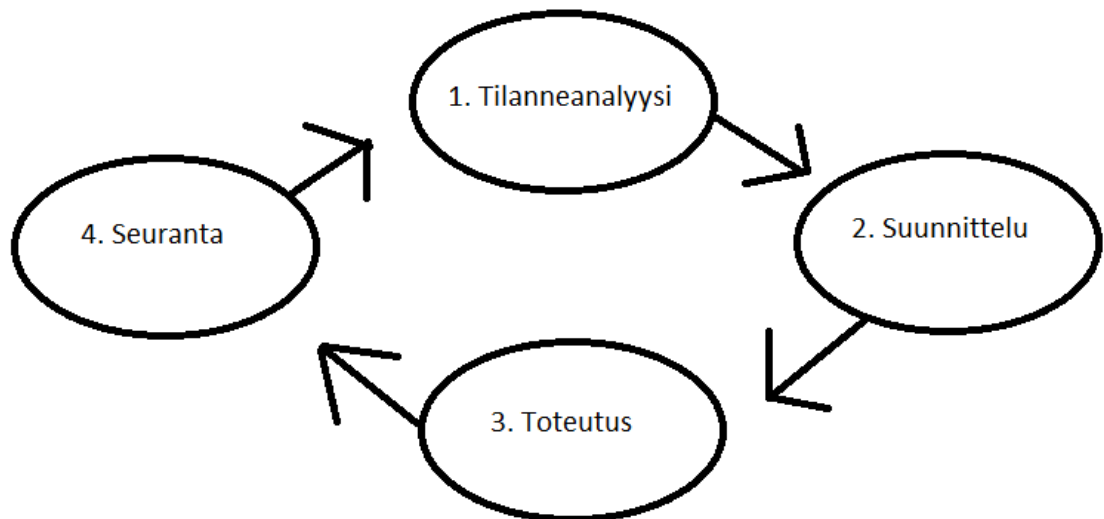 1. Tilanneanalyysi
2. Suunnittelu
3. Toteutus
4. Seuranta